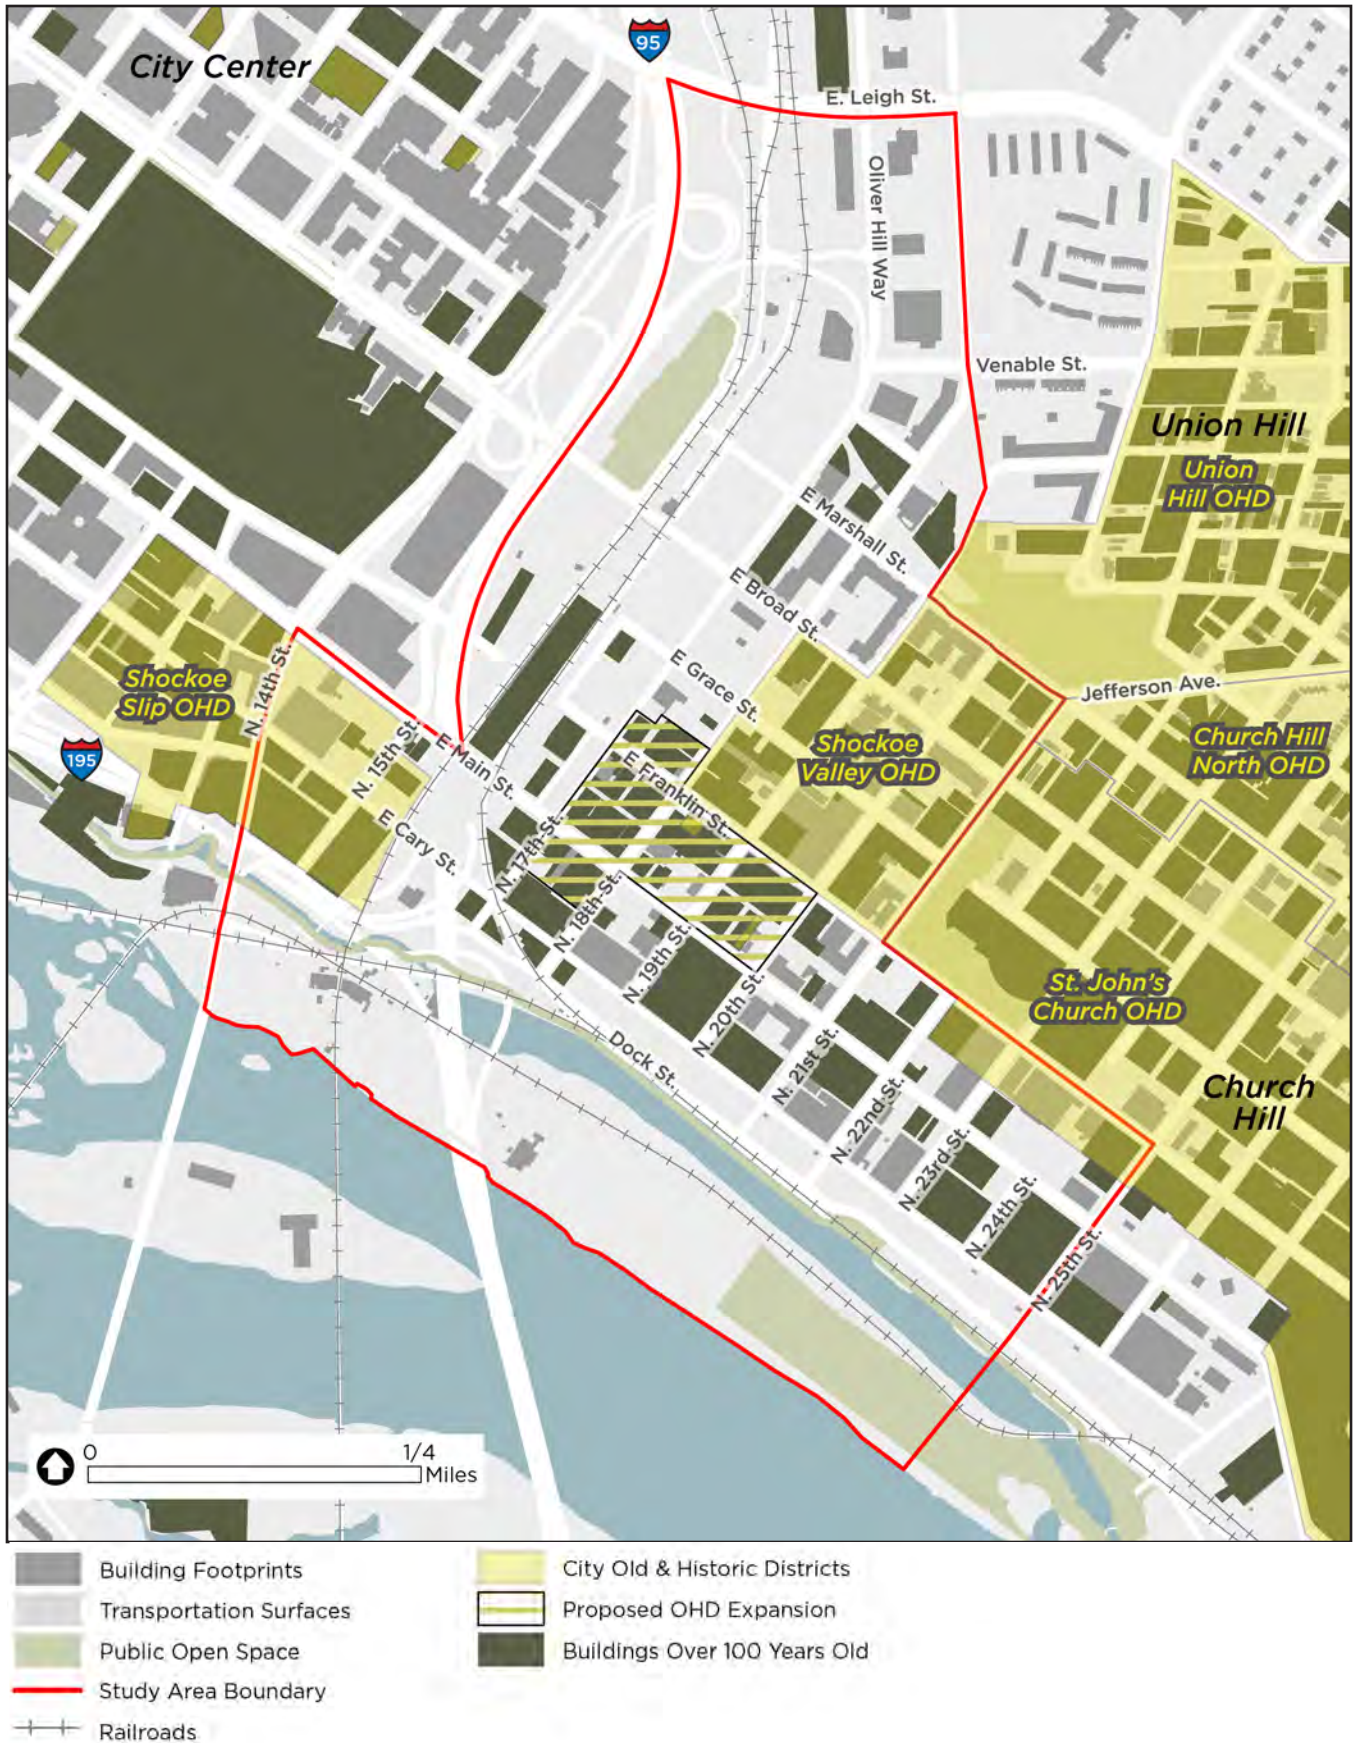 95
City Center
E. Leigh St.
Oliver Hill Way
Venable St.
Union Hill
Union
Hill OHD
E Marshall St.
E Broad St.
E Grace St.
Jefferson Ave.
Shockoe
Slip OHD
N. 14th St.
195
N. 15th St.
E Main St.
E Cary St.
E Franklin St.
Shockoe
Valley OHD
Church Hill
North OHD
N. 17th St.
N. 18th St.
N. 19th St.
N. 20th St.
St. John's
Church OHD
Dock St.
N. 21st St.
N. 22nd St.
N. 23rd St.
N. 24th St.
N. 25th St.
Church
Hill
0 1/4
Miles
Building Footprints
Transportation Surfaces
Public Open Space
Study Area Boundary
Railroads
City Old & Historic Districts
Proposed OHD Expansion
Buildings Over 100 Years Old